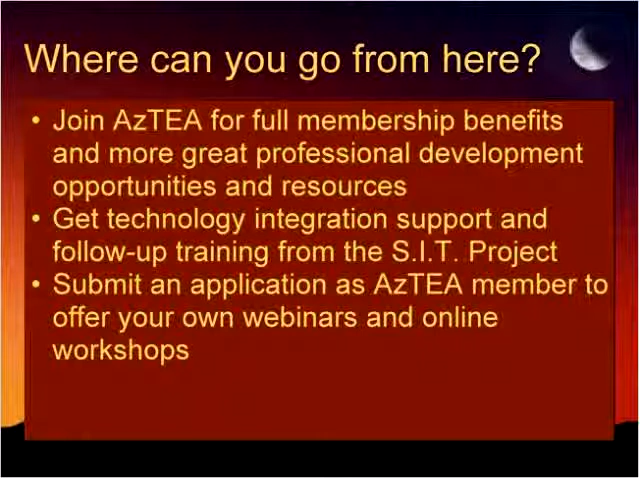 Where can you go from here?
• Join AzTEA for full membership benefits
and more great professional development
opportunities and resources
• Get technology integration support and
follow-up training from the S.I.T. Project
• Submit an application as AzTEA member to
offer your own webinars and online
workshops